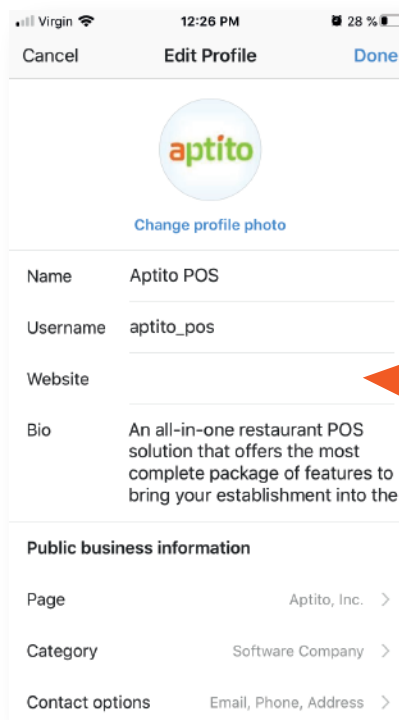 Virgin 12:26 PM 28 %
Cancel Edit Profile Done
aptito
Change profile photo
Name Aptito POS
Username aptito_pos
Website
Bio An all-in-one restaurant POS
solution that offers the most
complete package of features to
bring your establishment into the
Public business information
Page Aptito, Inc. >
Category Software Company >
Contact options Email, Phone, Address >